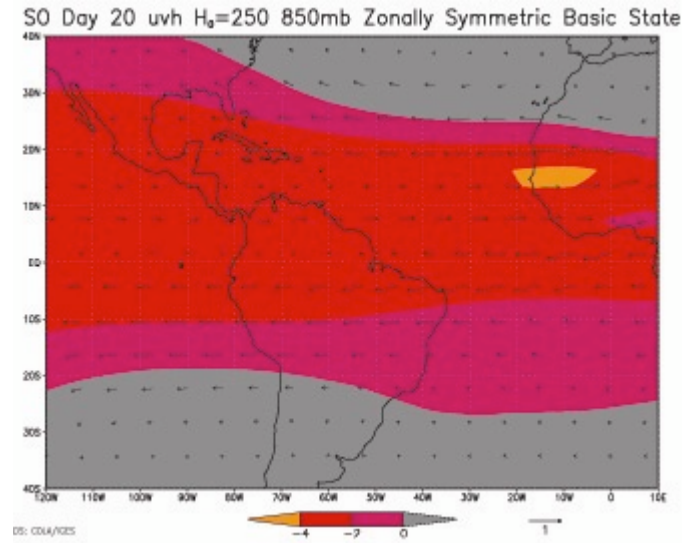 SO Day 20 uvh Hₐ=250 850mb Zonally Symmetric Basic State
40N
30N
20N
10N
EQ
10S
20S
30S
40S
120W 110W 100W 90W 80W 70W 60W 50W 40W 30W 20W 10W 0 10E
-4 -2 0
1
DS: COLA/IGES